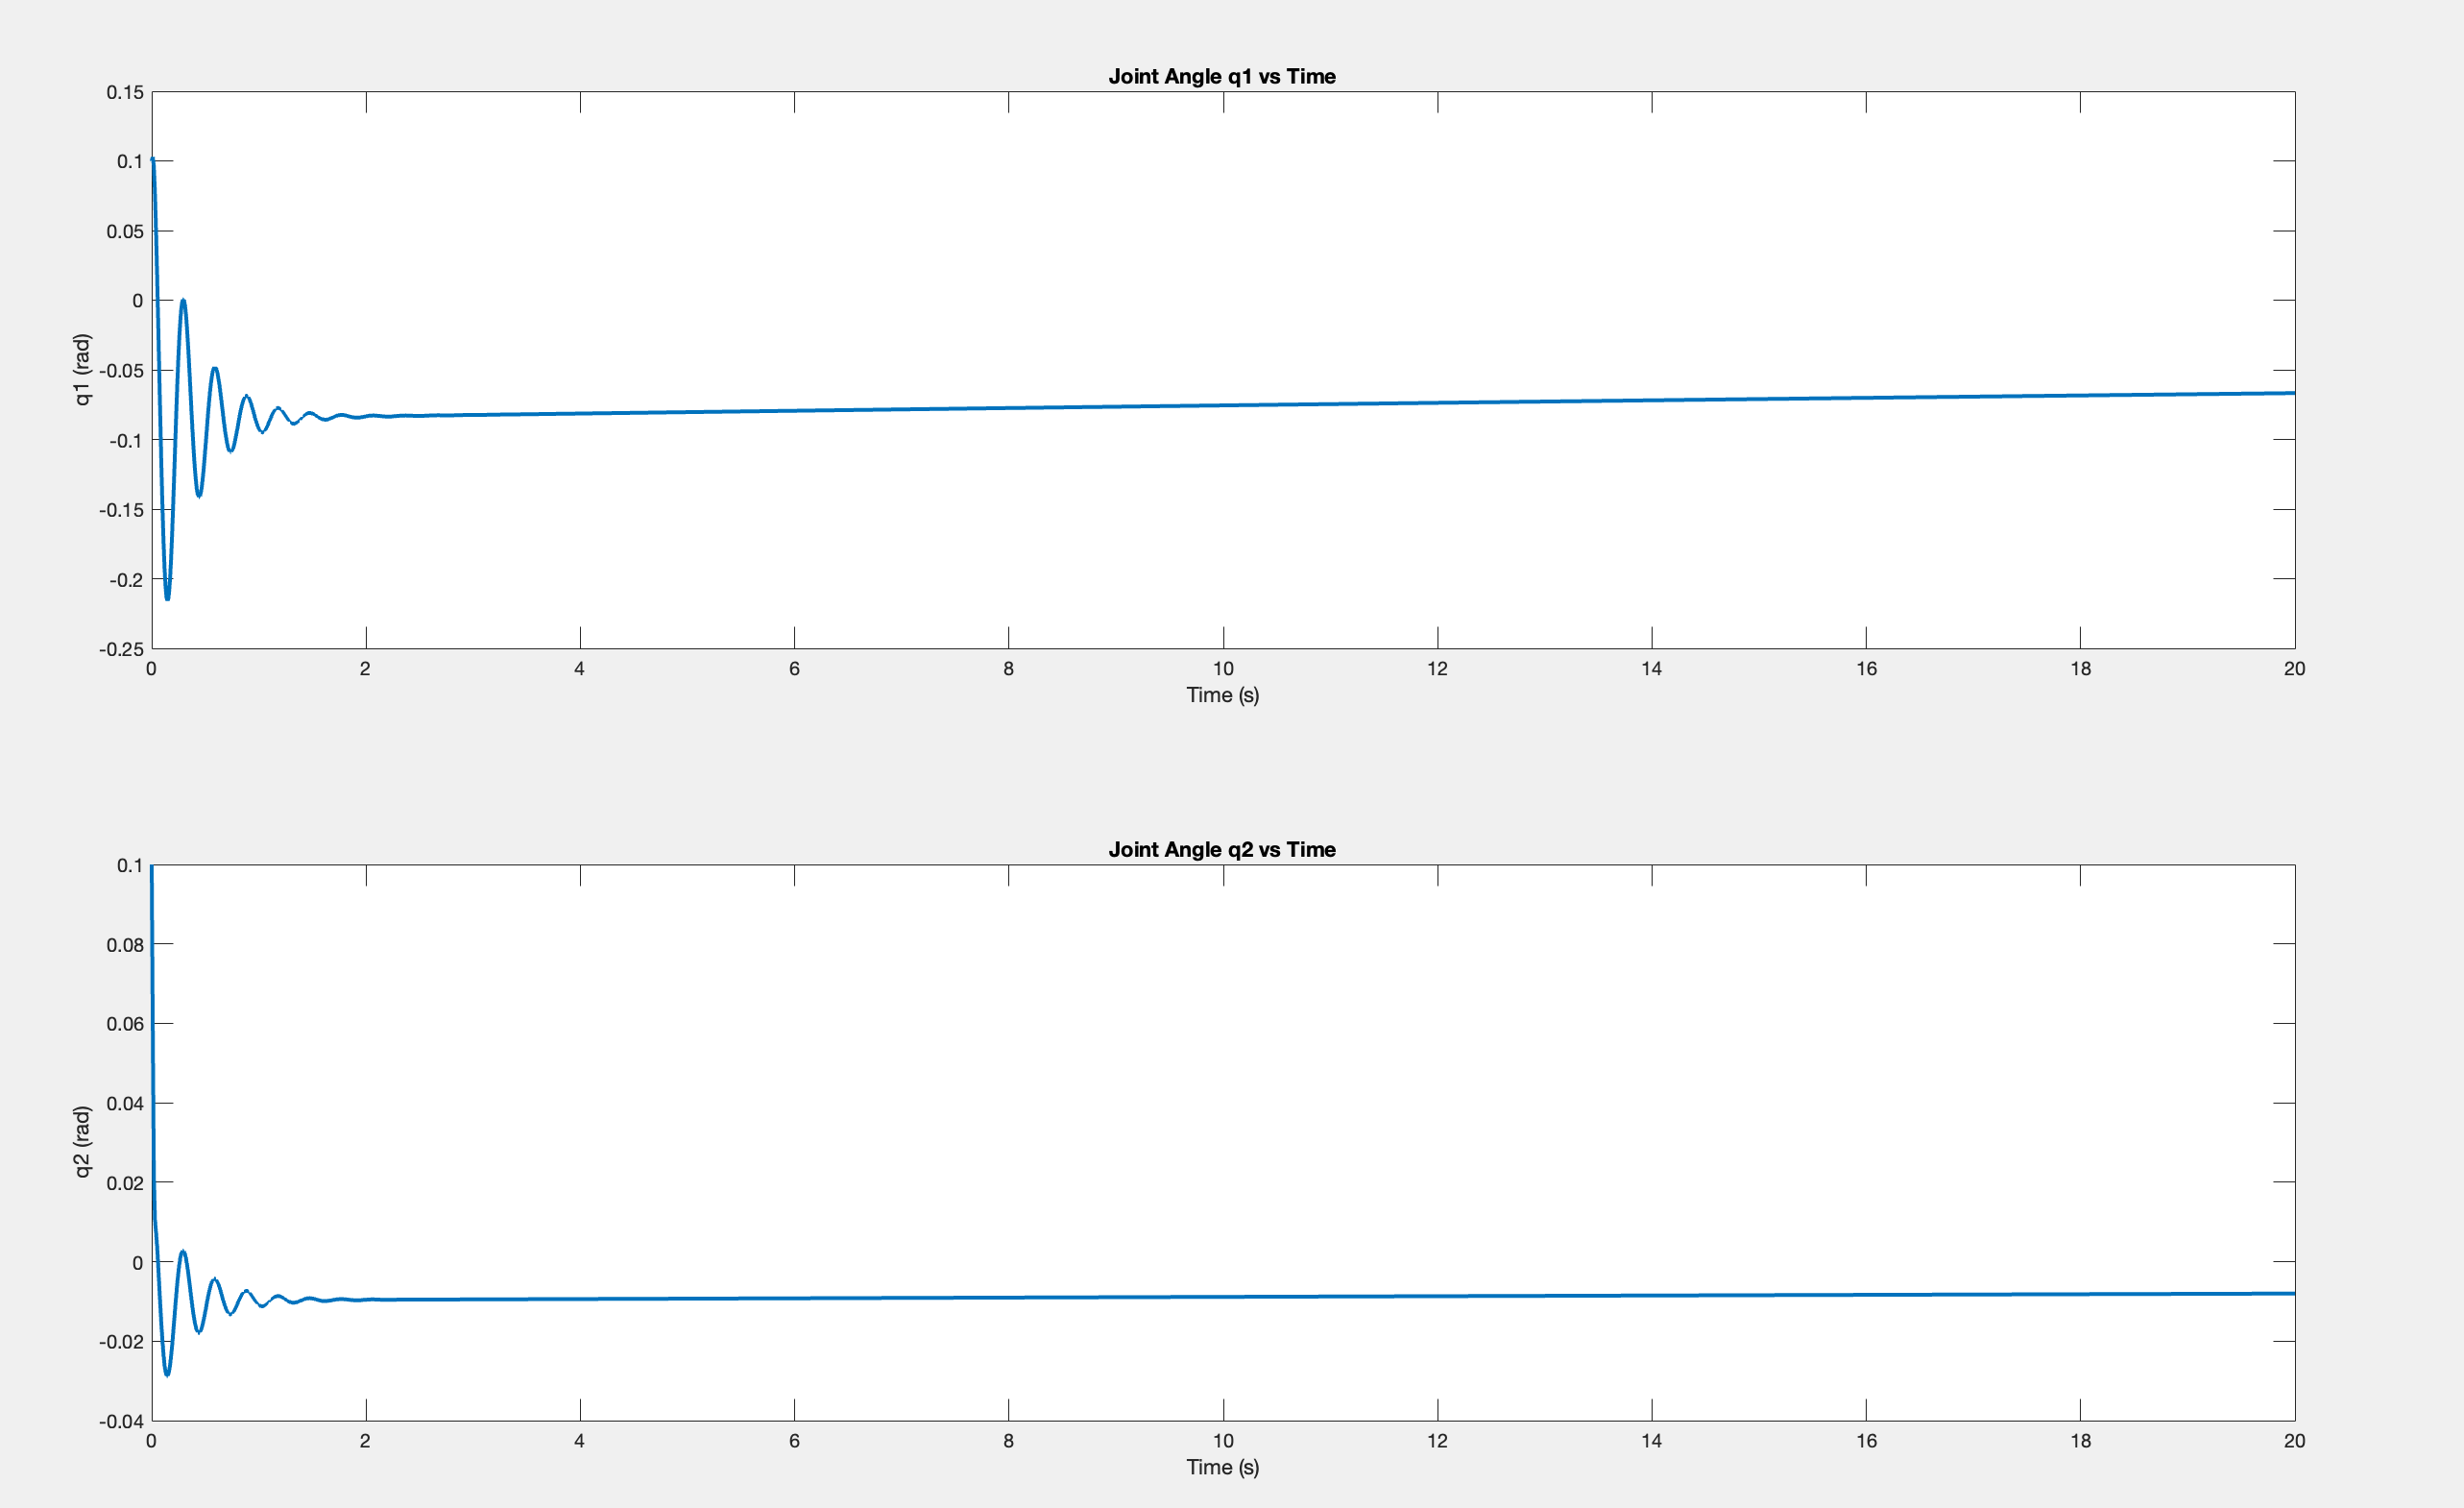 Joint Angle q1 vs Time
0.15
0.1
0.05
0
-0.05
-0.1
-0.15
-0.2
-0.25
q1 (rad)
0 2 4 6 8 10 12 14 16 18 20
Time (s)
Joint Angle q2 vs Time
0.1
0.08
0.06
0.04
0.02
0
-0.02
-0.04
q2 (rad)
0 2 4 6 8 10 12 14 16 18 20
Time (s)